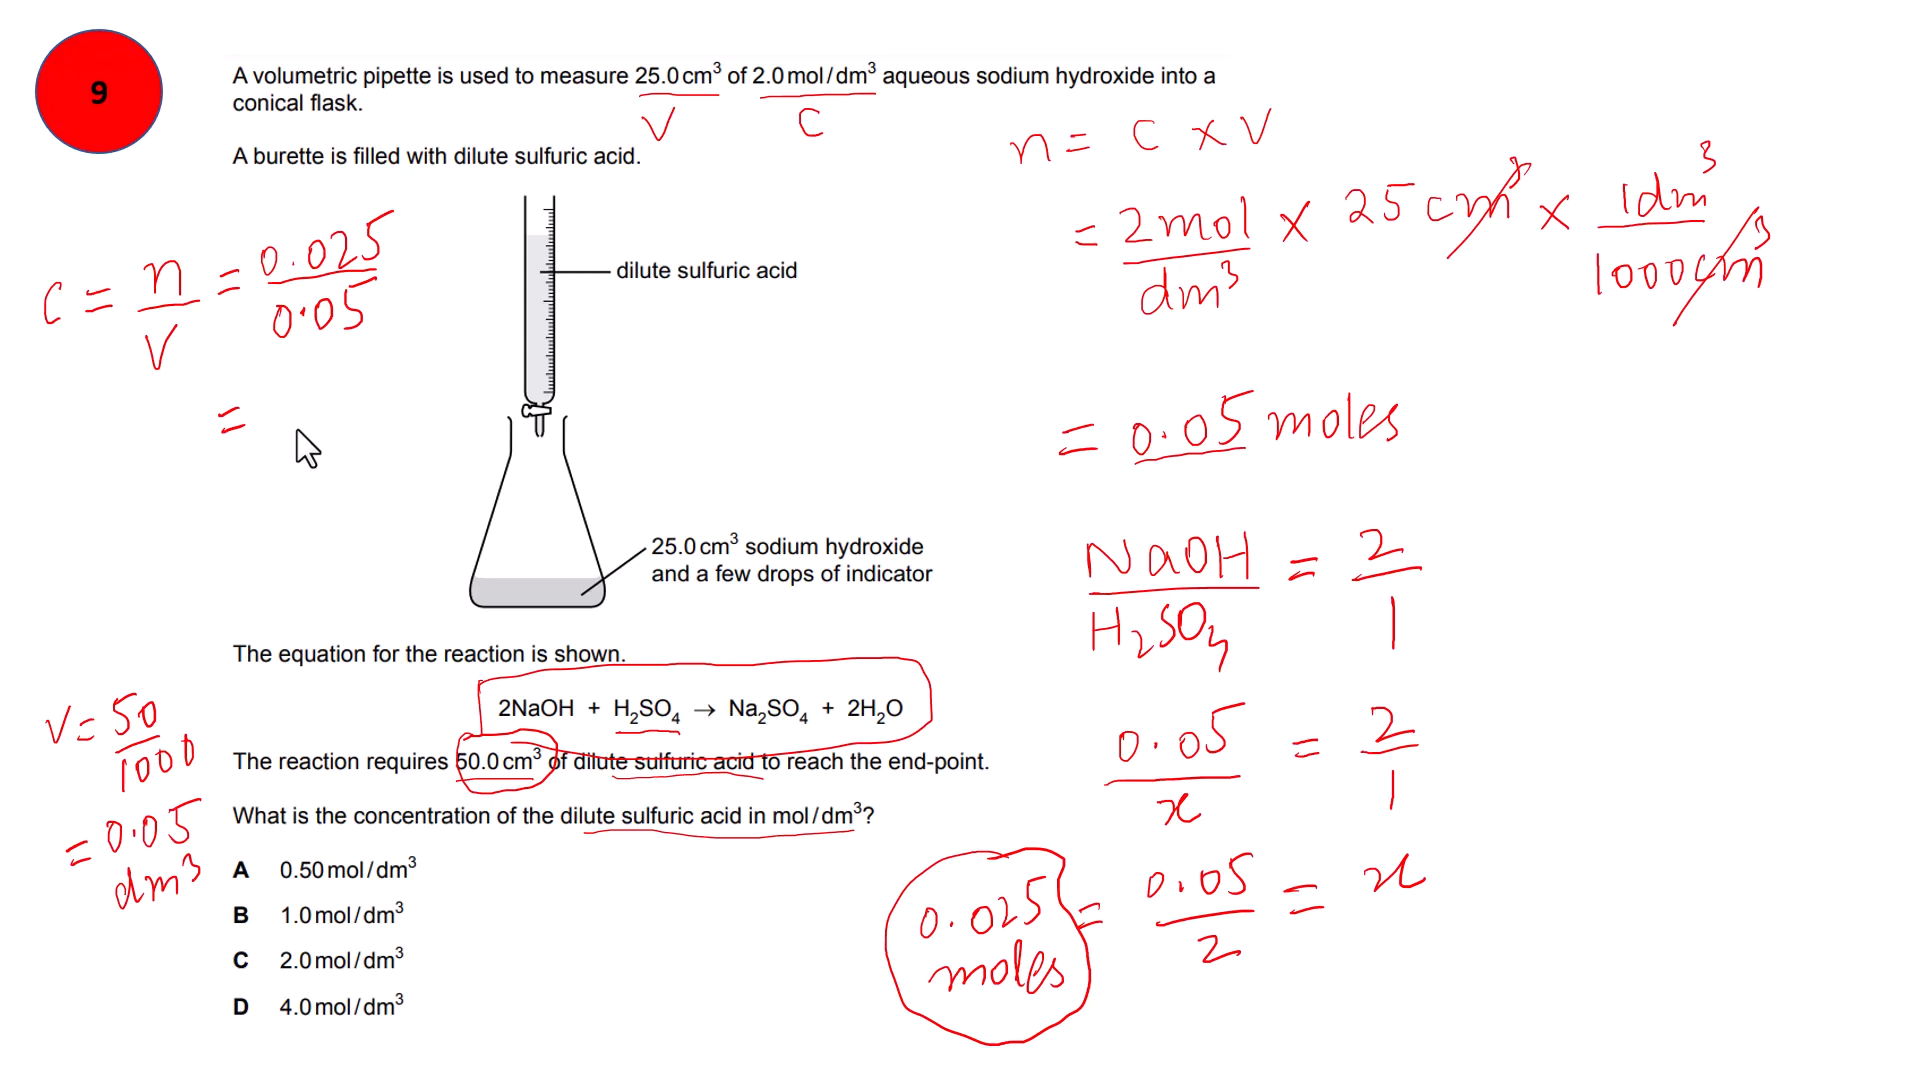 9
A volumetric pipette is used to measure 25.0 cm³ of 2.0 mol/dm³ aqueous sodium hydroxide into a
conical flask.
V
C
A burette is filled with dilute sulfuric acid.
n = C × V
= 2 mol / dm³ × 25 cm³ × 1 dm³ / 1000 cm³
C = n / V = 0.025 / 0.05
=
dilute sulfuric acid
= 0.05 moles
25.0 cm³ sodium hydroxide
and a few drops of indicator
NaOH / H₂SO₄ = 2 / 1
The equation for the reaction is shown.
2NaOH + H₂SO₄ → Na₂SO₄ + 2H₂O
The reaction requires 50.0 cm³ of dilute sulfuric acid to reach the end-point.
What is the concentration of the dilute sulfuric acid in mol/dm³?
V = 50 / 1000
= 0.05
dm³
0.05 / x = 2 / 1
A 0.50 mol/dm³
B 1.0 mol/dm³
C 2.0 mol/dm³
D 4.0 mol/dm³
0.025 moles = 0.05 / 2 = x